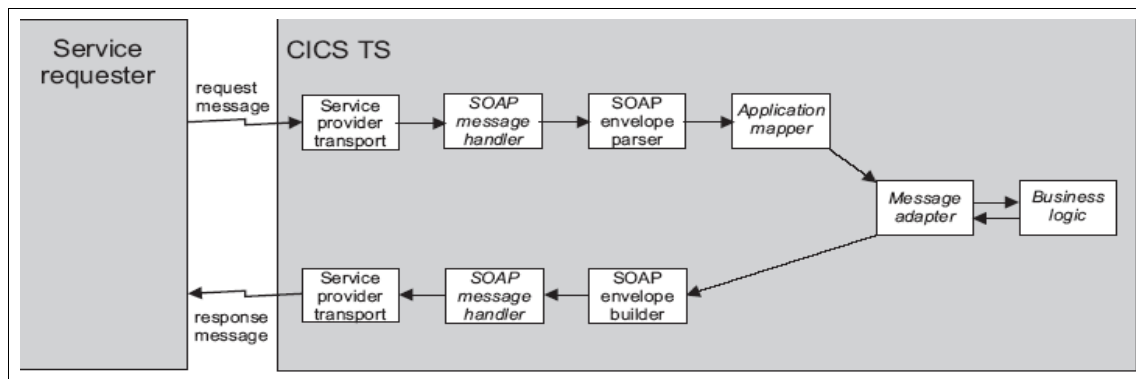 Service
requester
CICS TS
request
message
Service
provider
transport
SOAP
message
handler
SOAP
envelope
parser
Application
mapper
Message
adapter
Business
logic
Service
provider
transport
SOAP
message
handler
SOAP
envelope
builder
response
message